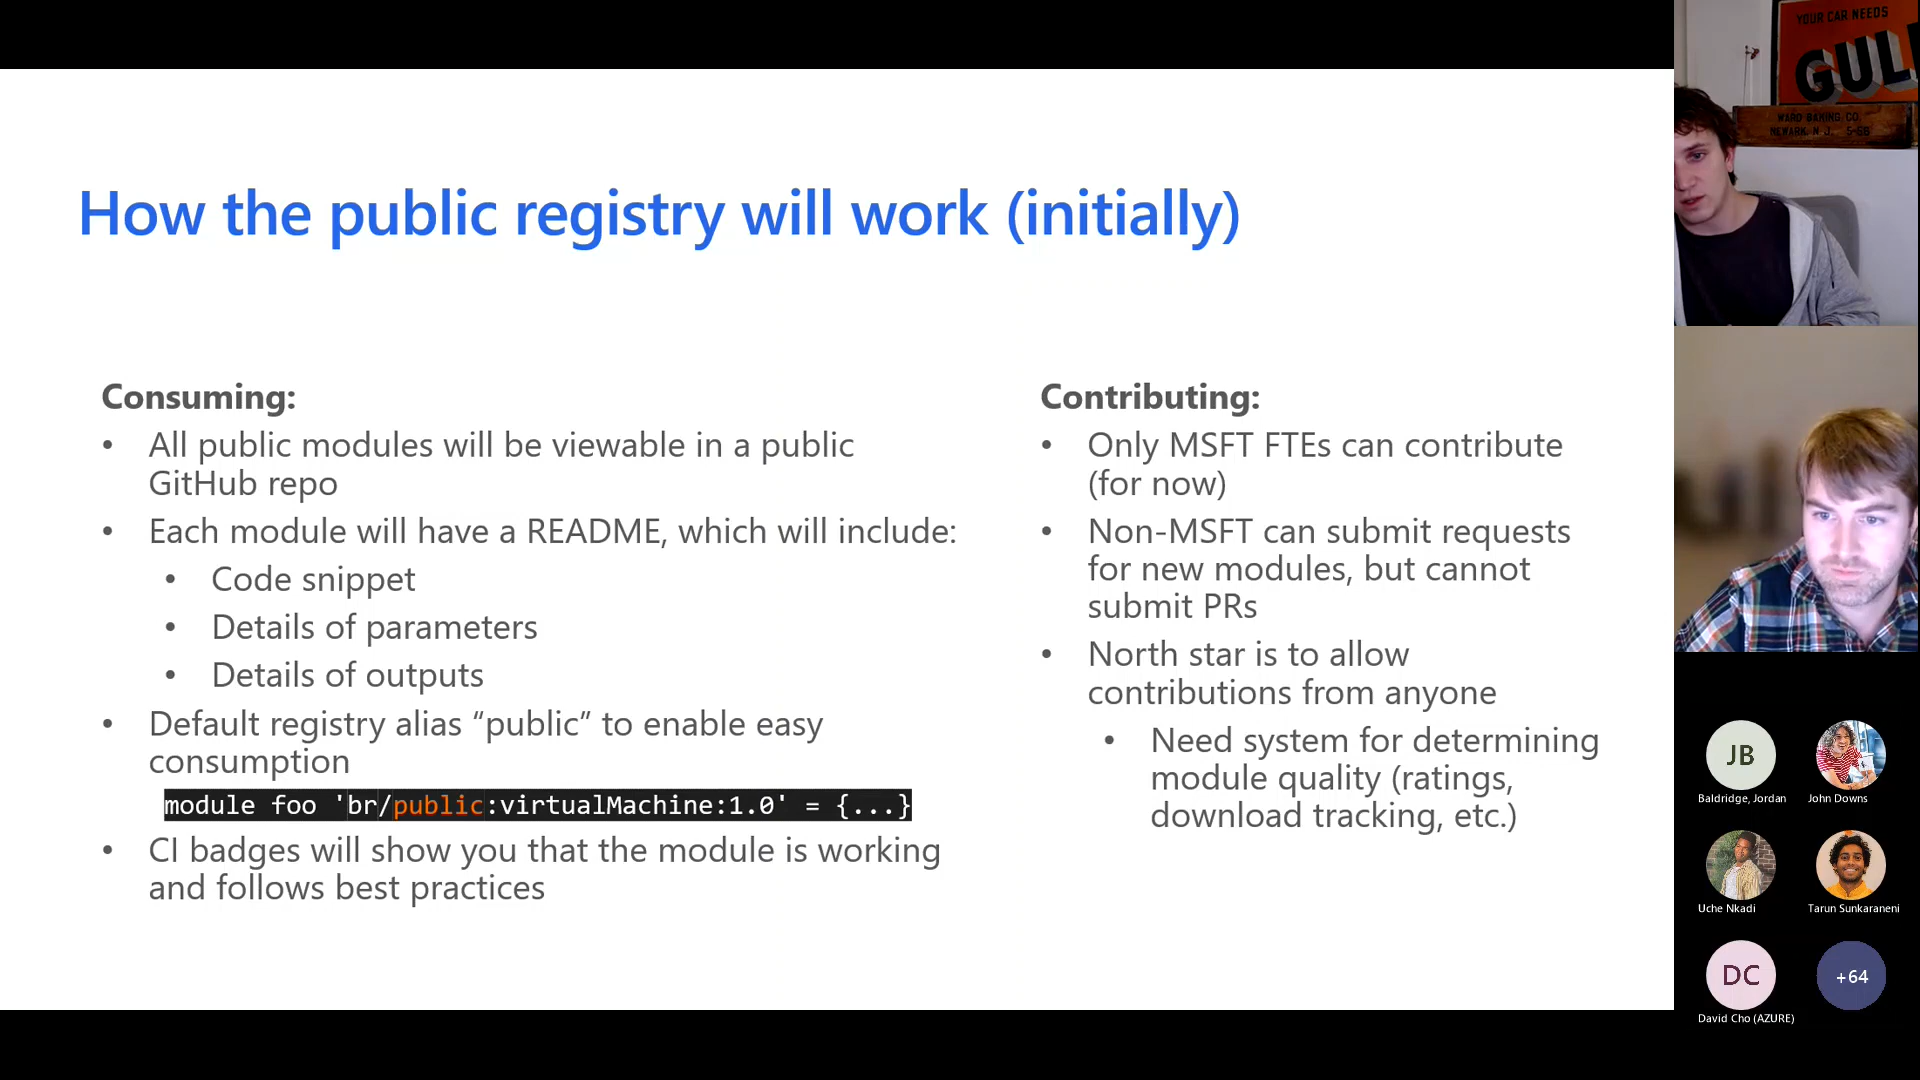 How the public registry will work (initially)
Consuming:
• All public modules will be viewable in a public
GitHub repo
• Each module will have a README, which will include:
• Code snippet
• Details of parameters
• Details of outputs
• Default registry alias “public” to enable easy
consumption
module foo 'br/public:virtualMachine:1.0' = {...}
• CI badges will show you that the module is working
and follows best practices
Contributing:
• Only MSFT FTEs can contribute
(for now)
• Non-MSFT can submit requests
for new modules, but cannot
submit PRs
• North star is to allow
contributions from anyone
• Need system for determining
module quality (ratings,
download tracking, etc.)
YOUR CAR NEEDS
GUL
WARD BAKING CO.
NEWARK, N. J. 5-56
JB
Baldridge, Jordan
John Downs
Uche Nkadi
Tarun Sunkaraneni
DC
David Cho (AZURE)
+64